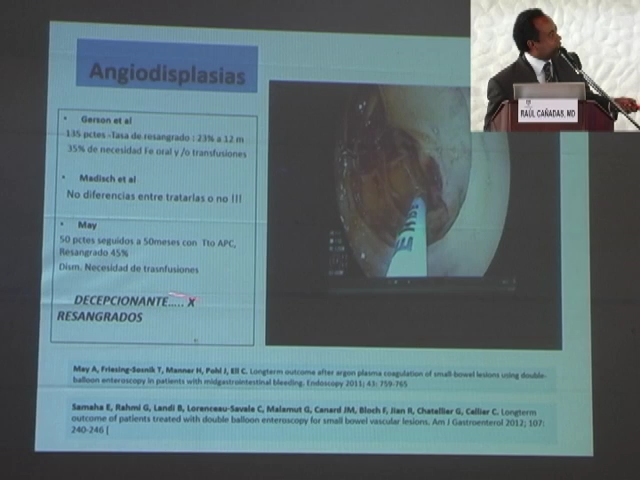 Angiodisplasias
• Gerson et al
135 pctes -Tasa de resangrado : 23% a 12 m
35% de necesidad Fe oral y /o transfusiones
• Madisch et al
No diferencias entre tratarlas o no !!!
• May
50 pctes seguidos a 50meses con Tto APC,
Resangrado 45%
Dism. Necesidad de trasnfusiones
DECEPCIONANTE..... X
RESANGRADOS
May A, Friesing-Sosnik T, Manner H, Pohl J, Ell C. Longterm outcome after argon plasma coagulation of small-bowel lesions using double-
balloon enteroscopy in patients with midgastrointestinal bleeding. Endoscopy 2011; 43: 759-765
Samaha E, Rahmi G, Landi B, Lorenceau-Savale C, Malamut G, Canard JM, Bloch F, Jian R, Chatellier G, Cellier C. Longterm
outcome of patients treated with double balloon enteroscopy for small bowel vascular lesions. Am J Gastroenterol 2012; 107:
240-246
RAÚL CAÑADAS, MD